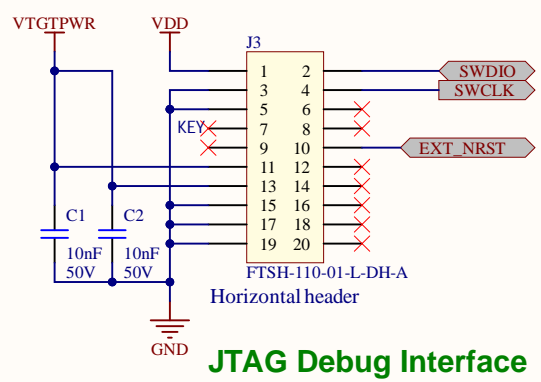 VTGTPWR
VDD
J3
1 2 SWDIO
3 4 SWCLK
5 6
KEY 7 8
9 10 EXT_NRST
11 12
13 14
15 16
17 18
19 20
C1 C2
10nF 10nF
50V 50V
FTSH-110-01-L-DH-A
Horizontal header
GND
JTAG Debug Interface